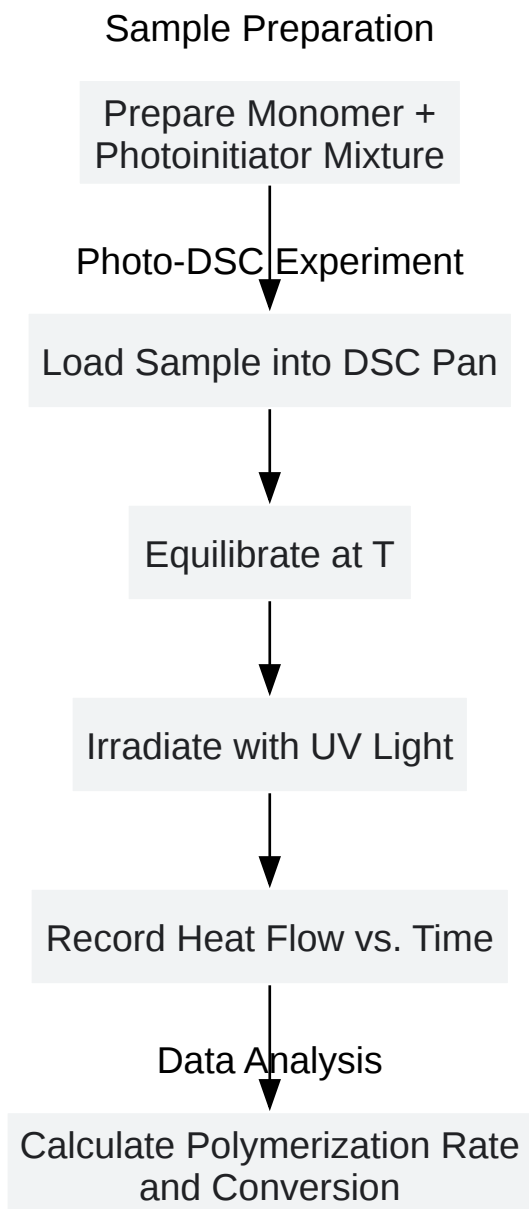 Sample Preparation
Prepare Monomer +
Photoinitiator Mixture
Photo-DSC Experiment
Load Sample into DSC Pan
Equilibrate at T
Irradiate with UV Light
Record Heat Flow vs. Time
Data Analysis
Calculate Polymerization Rate
and Conversion